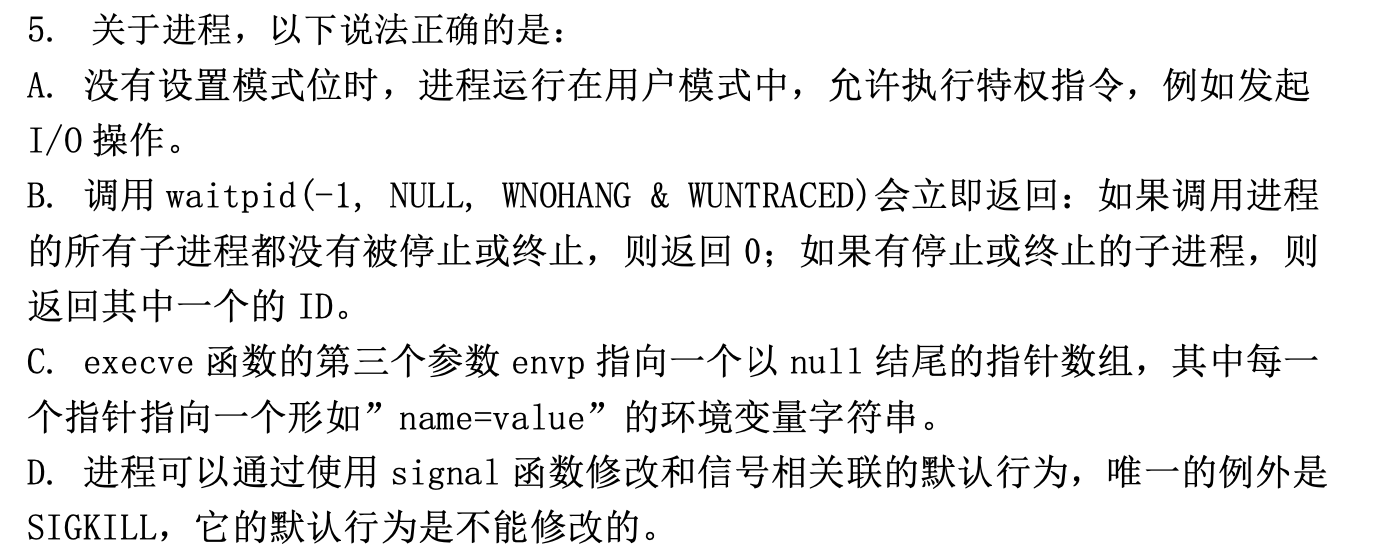 5. 关于进程，以下说法正确的是：
A. 没有设置模式位时，进程运行在用户模式中，允许执行特权指令，例如发起
I/O 操作。
B. 调用 waitpid(-1, NULL, WNOHANG & WUNTRACED)会立即返回：如果调用进程
的所有子进程都没有被停止或终止，则返回 0；如果有停止或终止的子进程，则
返回其中一个的 ID。
C. execve 函数的第三个参数 envp 指向一个以 null 结尾的指针数组，其中每一
个指针指向一个形如”name=value”的环境变量字符串。
D. 进程可以通过使用 signal 函数修改和信号相关联的默认行为，唯一的例外是
SIGKILL，它的默认行为是不能修改的。